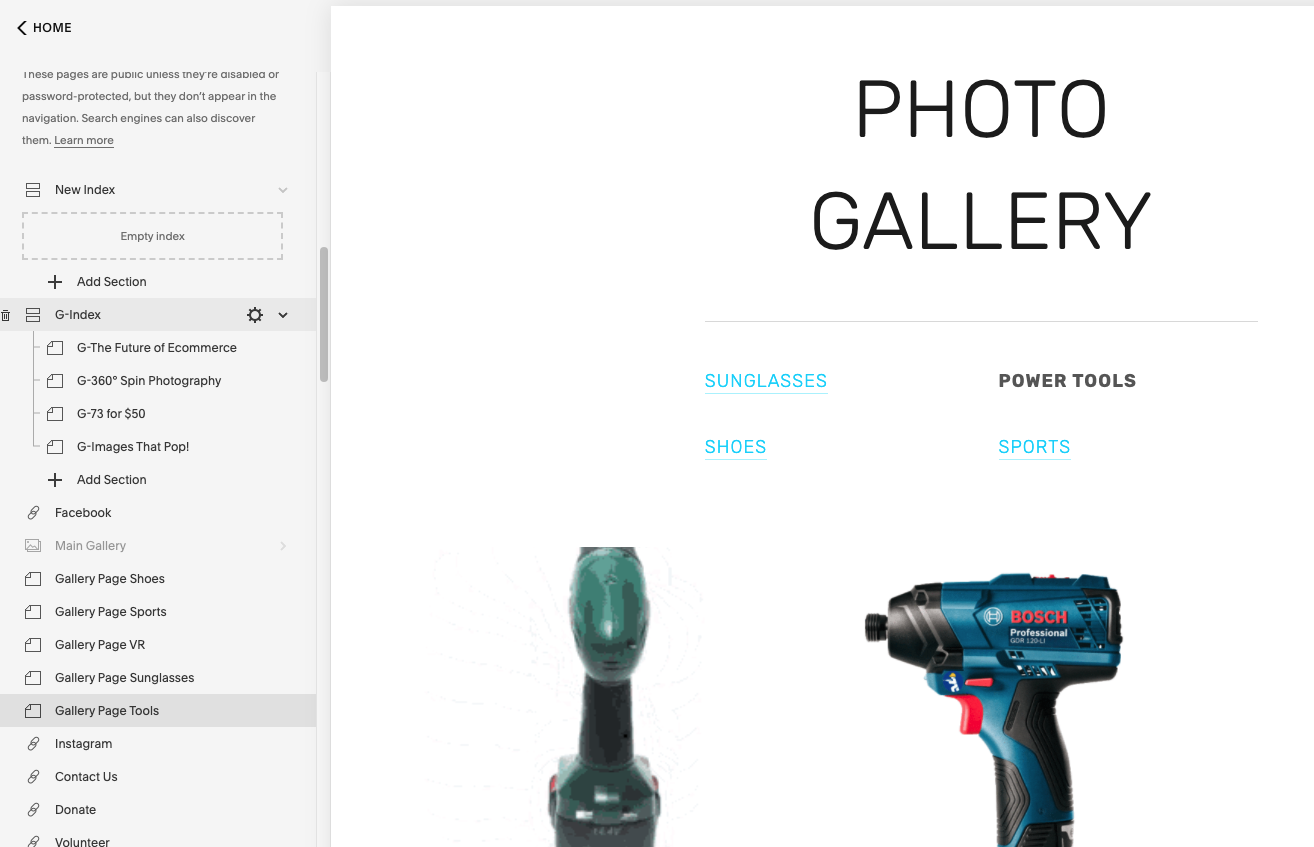 HOME
These pages are public unless they're disabled or
password-protected, but they don't appear in the
navigation. Search engines can also discover
them. Learn more
New Index
Empty index
Add Section
G-Index
G-The Future of Ecommerce
G-360° Spin Photography
G-73 for $50
G-Images That Pop!
Add Section
Facebook
Main Gallery
Gallery Page Shoes
Gallery Page Sports
Gallery Page VR
Gallery Page Sunglasses
Gallery Page Tools
Instagram
Contact Us
Donate
Volunteer
PHOTO
GALLERY
SUNGLASSES
POWER TOOLS
SHOES
SPORTS
BOSCH
Professional
GDR 120-LI
14.4V